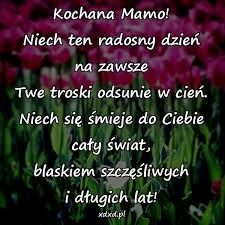 Kochana Mamo!
Niech ten radosny dzień
na zawsze
Twe troski odsunie w cień.
Niech się śmieje do Ciebie
cały świat,
blaskiem szczęśliwych
i długich lat!
xdxd.pl